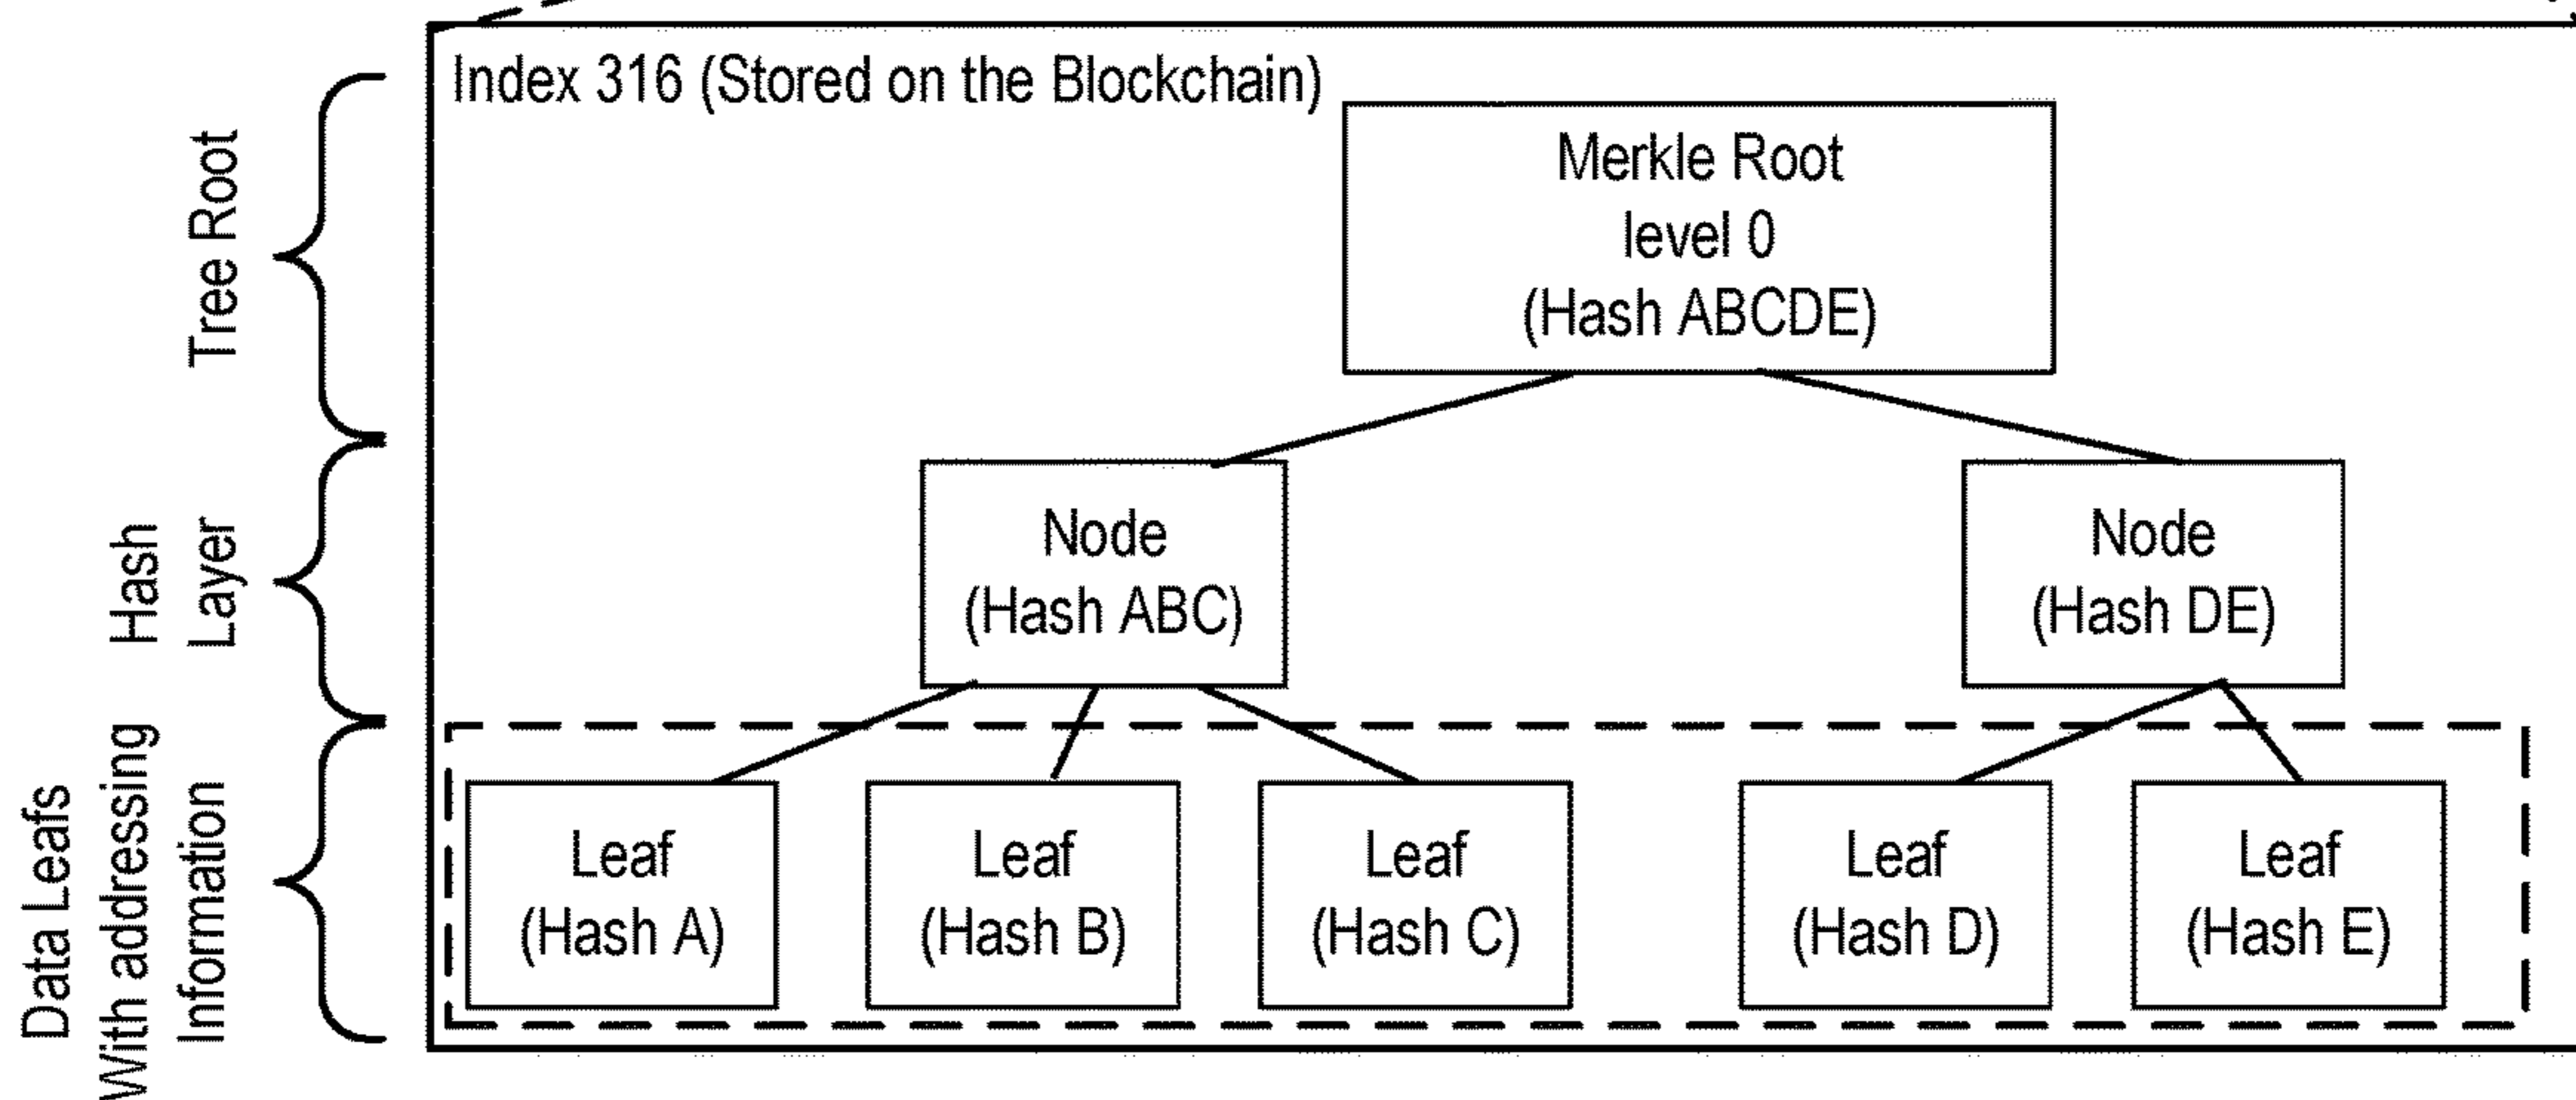 Index 316 (Stored on the Blockchain)
Tree Root
Merkle Root
level 0
(Hash ABCDE)
Hash
Layer
Node
(Hash ABC)
Node
(Hash DE)
Data Leafs
With addressing
Information
Leaf
(Hash A)
Leaf
(Hash B)
Leaf
(Hash C)
Leaf
(Hash D)
Leaf
(Hash E)